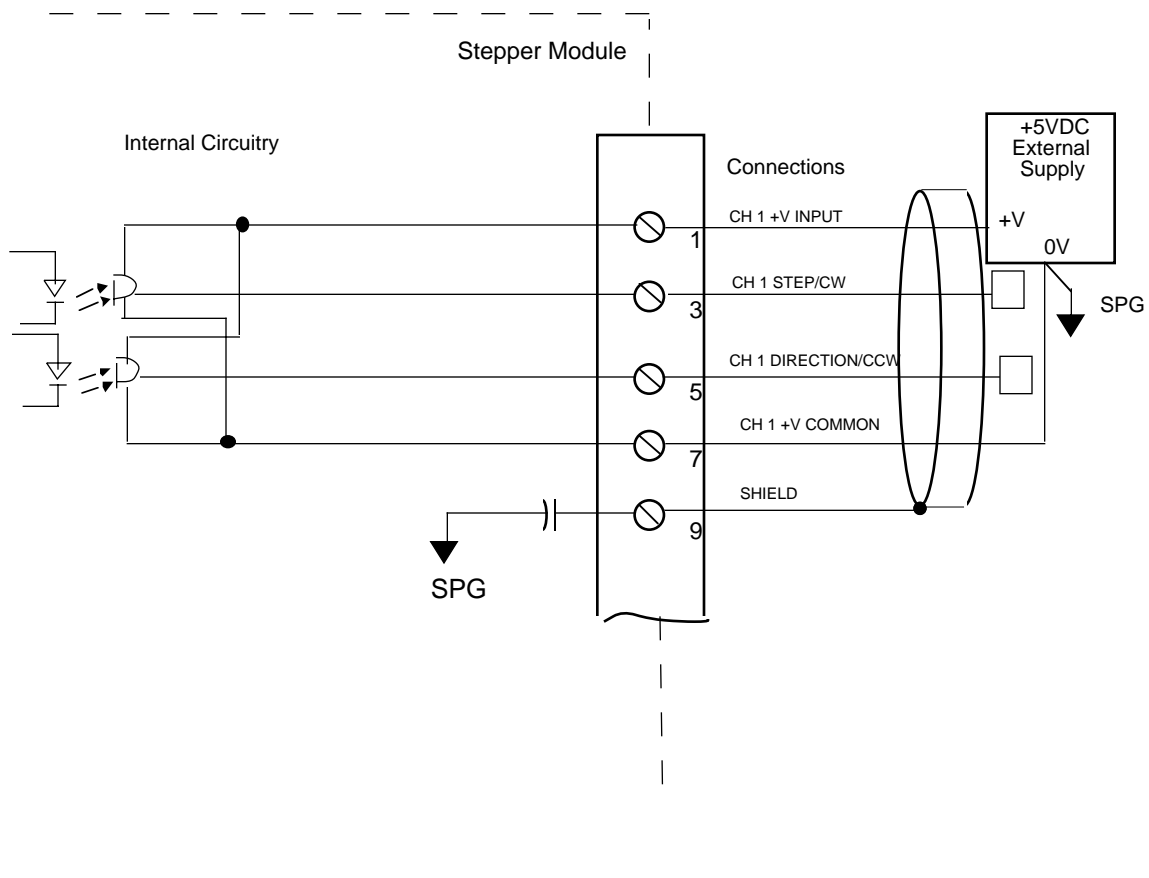 Stepper Module
Internal Circuitry
Connections
+5VDC
External
Supply
+V
0V
SPG
CH 1 +V INPUT
1
CH 1 STEP/CW
3
CH 1 DIRECTION/CCW
5
CH 1 +V COMMON
7
SHIELD
9
SPG